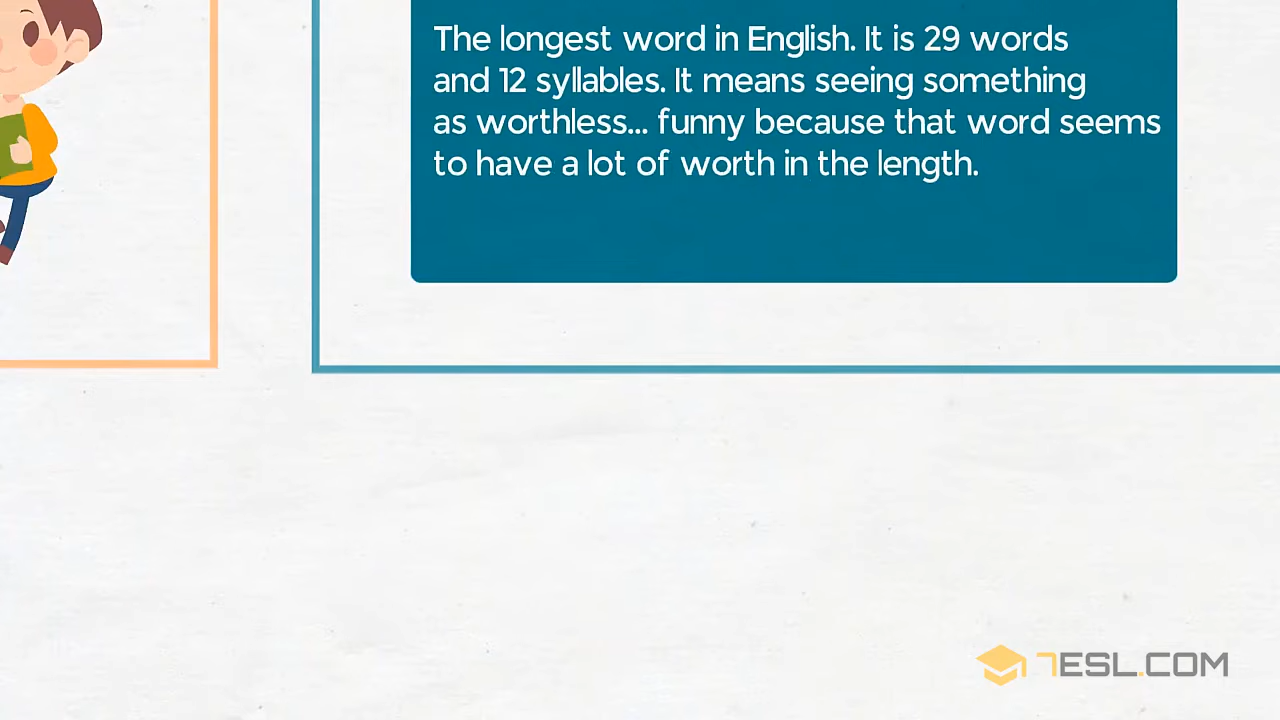 The longest word in English. It is 29 words
and 12 syllables. It means seeing something
as worthless... funny because that word seems
to have a lot of worth in the length.
7ESL.COM